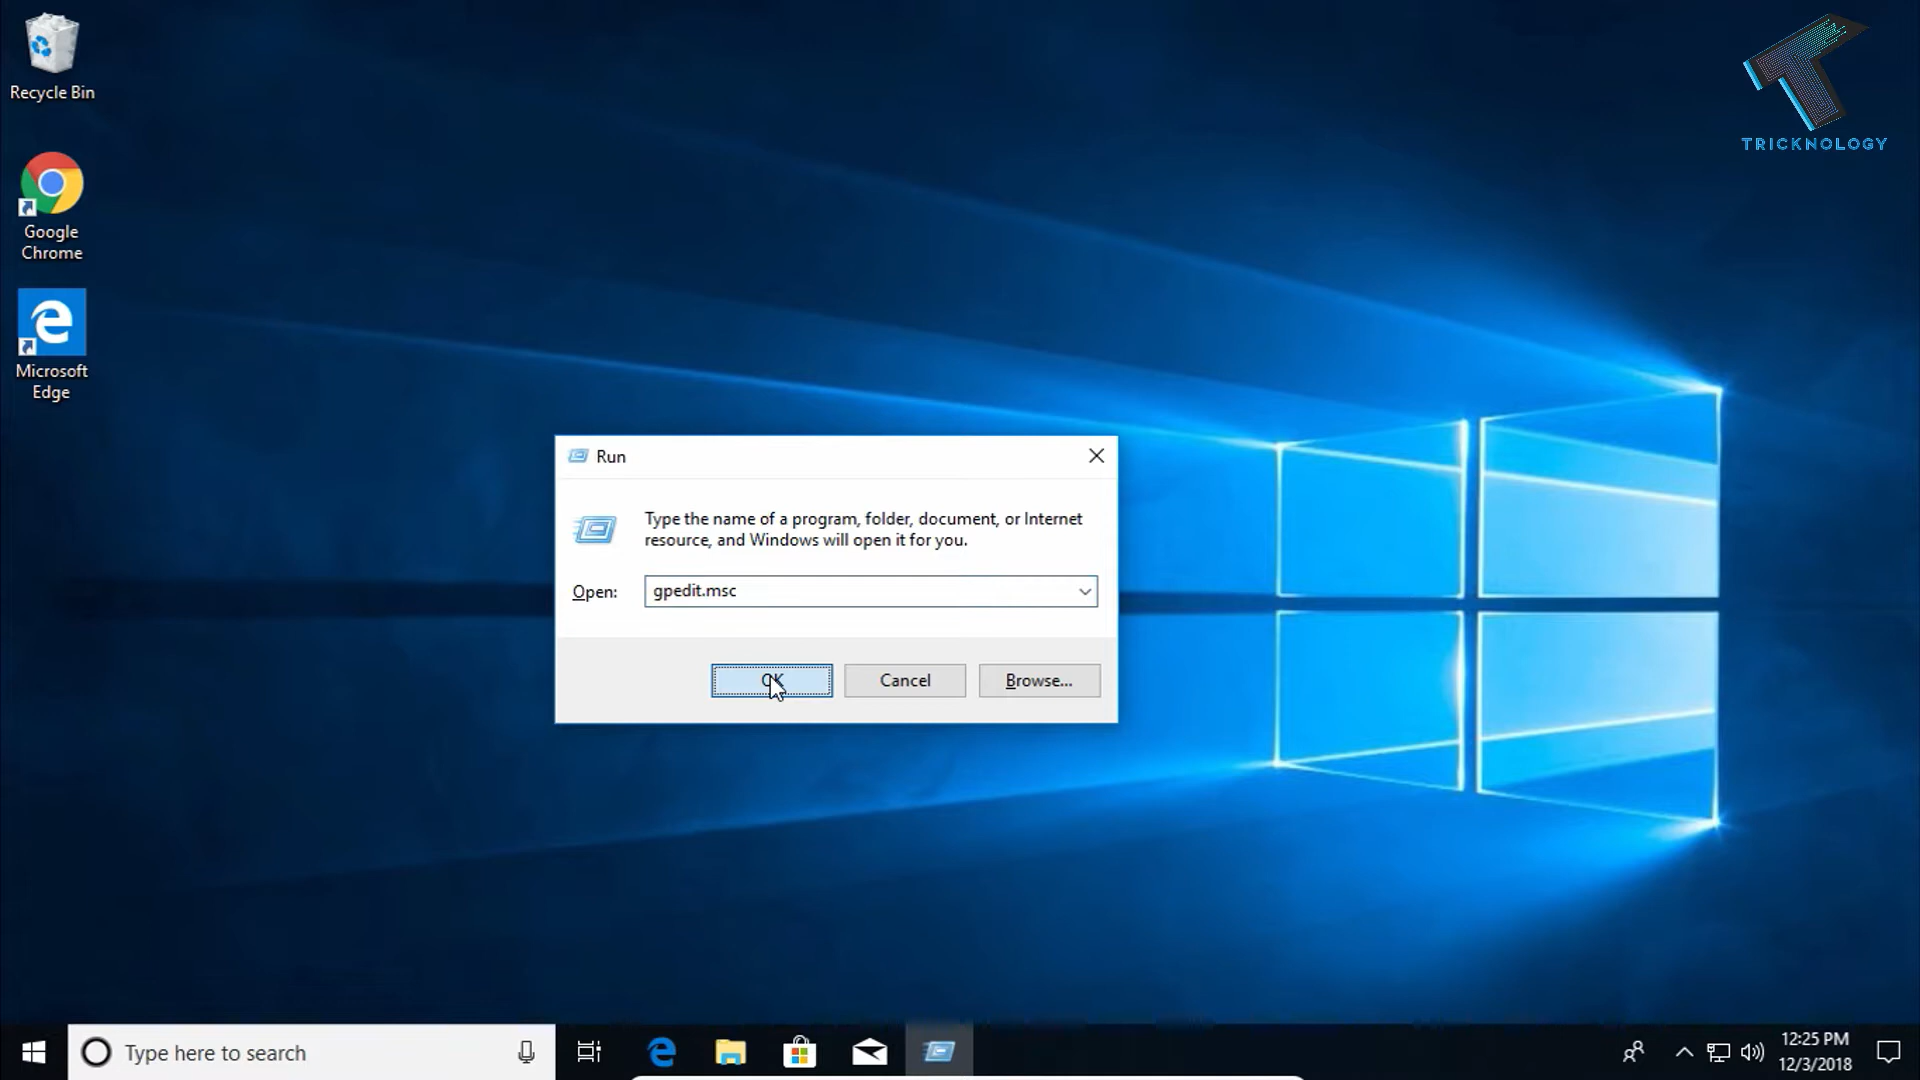 Recycle Bin
TRICKNOLOGY
Google
Chrome
Microsoft
Edge
Run
Type the name of a program, folder, document, or Internet
resource, and Windows will open it for you.
Open:
gpedit.msc
OK
Cancel
Browse...
Type here to search
12:25 PM
12/3/2018